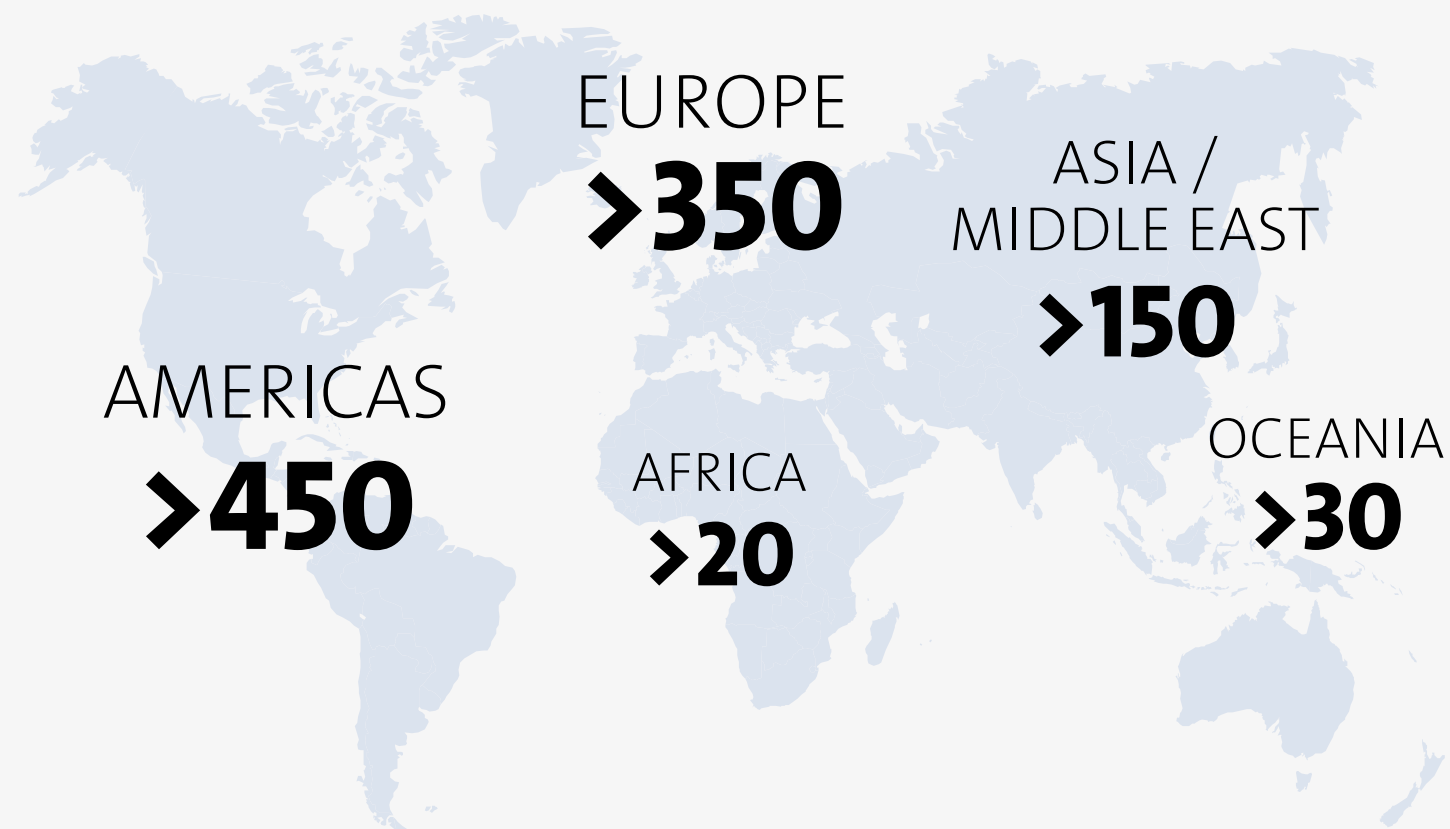 EUROPE
>350
ASIA /
MIDDLE EAST
>150
AMERICAS
>450
AFRICA
>20
OCEANIA
>30